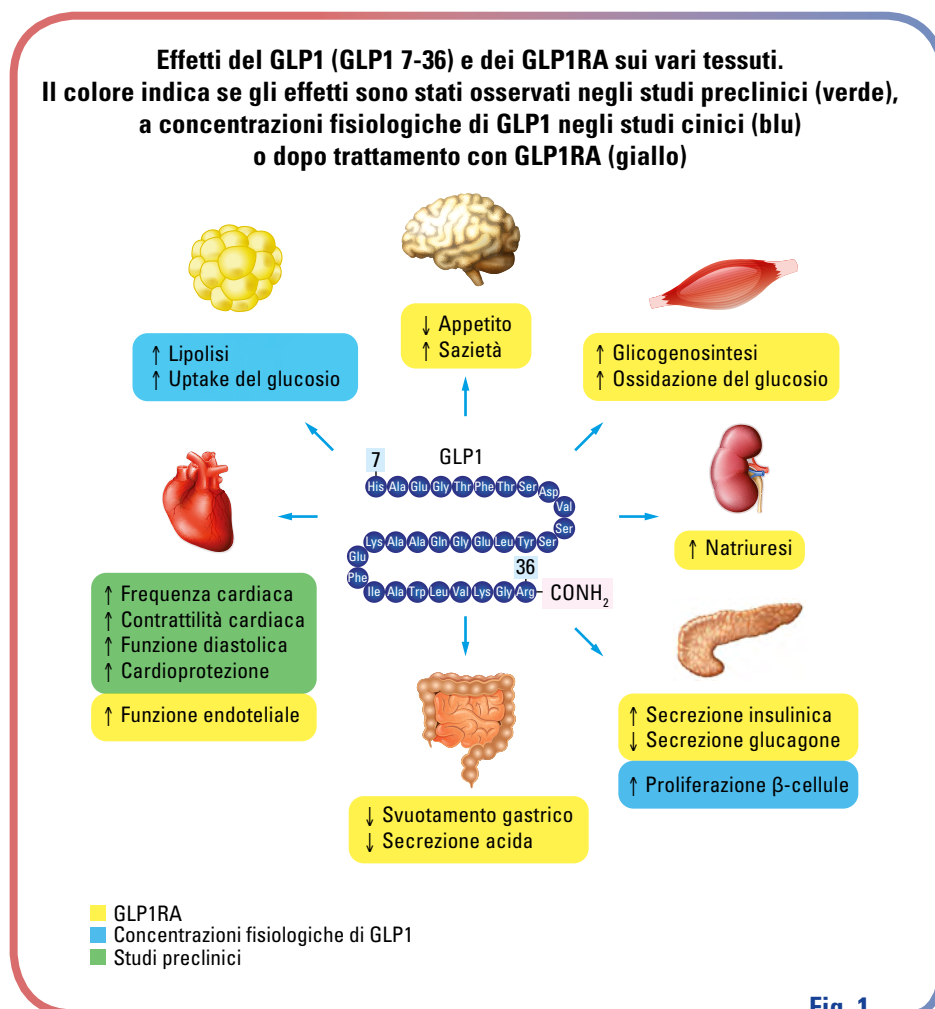 Effetti del GLP1 (GLP1 7-36) e dei GLP1RA sui vari tessuti.
Il colore indica se gli effetti sono stati osservati negli studi preclinici (verde),
a concentrazioni fisiologiche di GLP1 negli studi cinici (blu)
o dopo trattamento con GLP1RA (giallo)
↓ Appetito
↑ Sazietà
↑ Lipolisi
↑ Uptake del glucosio
↑ Glicogenosintesi
↑ Ossidazione del glucosio
7
GLP1
His Ala Glu Gly Thr Phe Thr Ser Asp
Val
Ser
Lys Ala Ala Gln Gly Glu Leu Tyr Ser
Glu
Phe
36
Ile Ala Trp Leu Val Lys Gly Arg CONH₂
↑ Natriuresi
↑ Frequenza cardiaca
↑ Contrattilità cardiaca
↑ Funzione diastolica
↑ Cardioprotezione
↑ Funzione endoteliale
↑ Secrezione insulinica
↓ Secrezione glucagone
↑ Proliferazione β-cellule
↓ Svuotamento gastrico
↓ Secrezione acida
GLP1RA
Concentrazioni fisiologiche di GLP1
Studi preclinici
Fig. 1